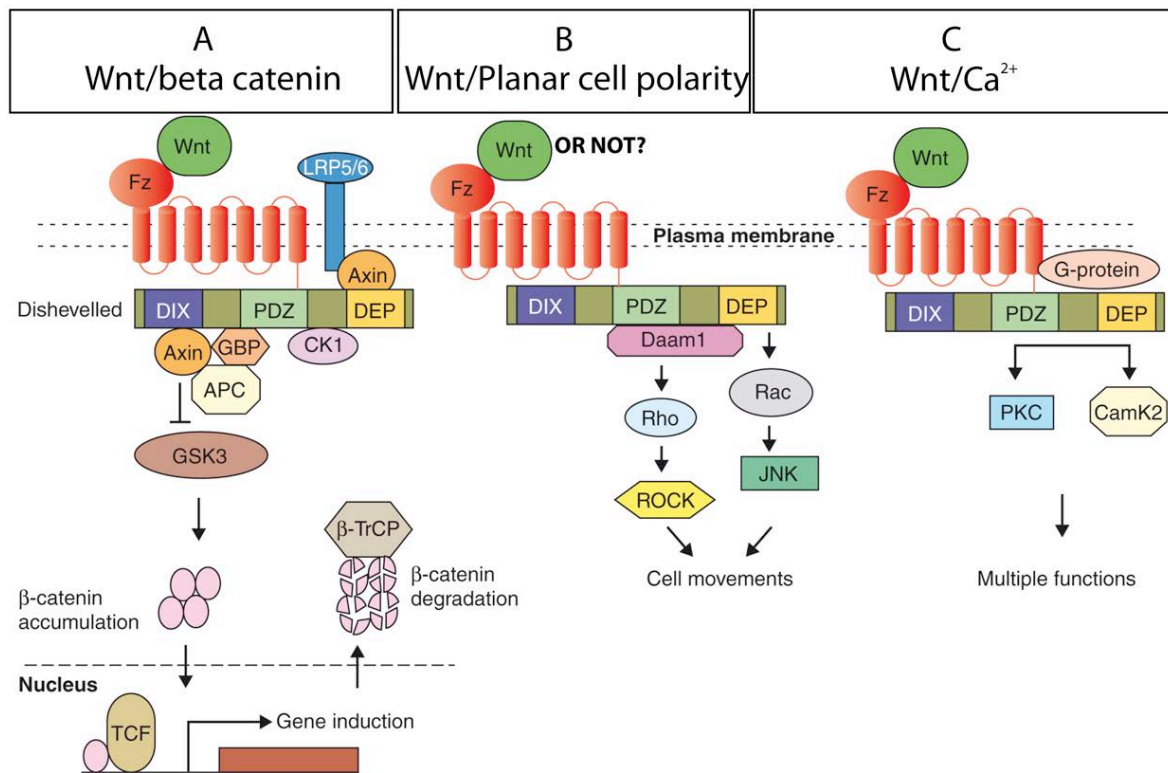 A
Wnt/beta catenin
B
Wnt/Planar cell polarity
C
Wnt/Ca²⁺
Wnt
Fz
LRP5/6
Axin
Dishevelled
DIX
PDZ
DEP
Axin
GBP
CK1
APC
GSK3
β-catenin
accumulation
β-TrCP
β-catenin
degradation
Nucleus
TCF
Gene induction
Wnt
OR NOT?
Fz
Plasma membrane
DIX
PDZ
DEP
Daam1
Rho
Rac
ROCK
JNK
Cell movements
Wnt
Fz
G-protein
DIX
PDZ
DEP
PKC
CamK2
Multiple functions